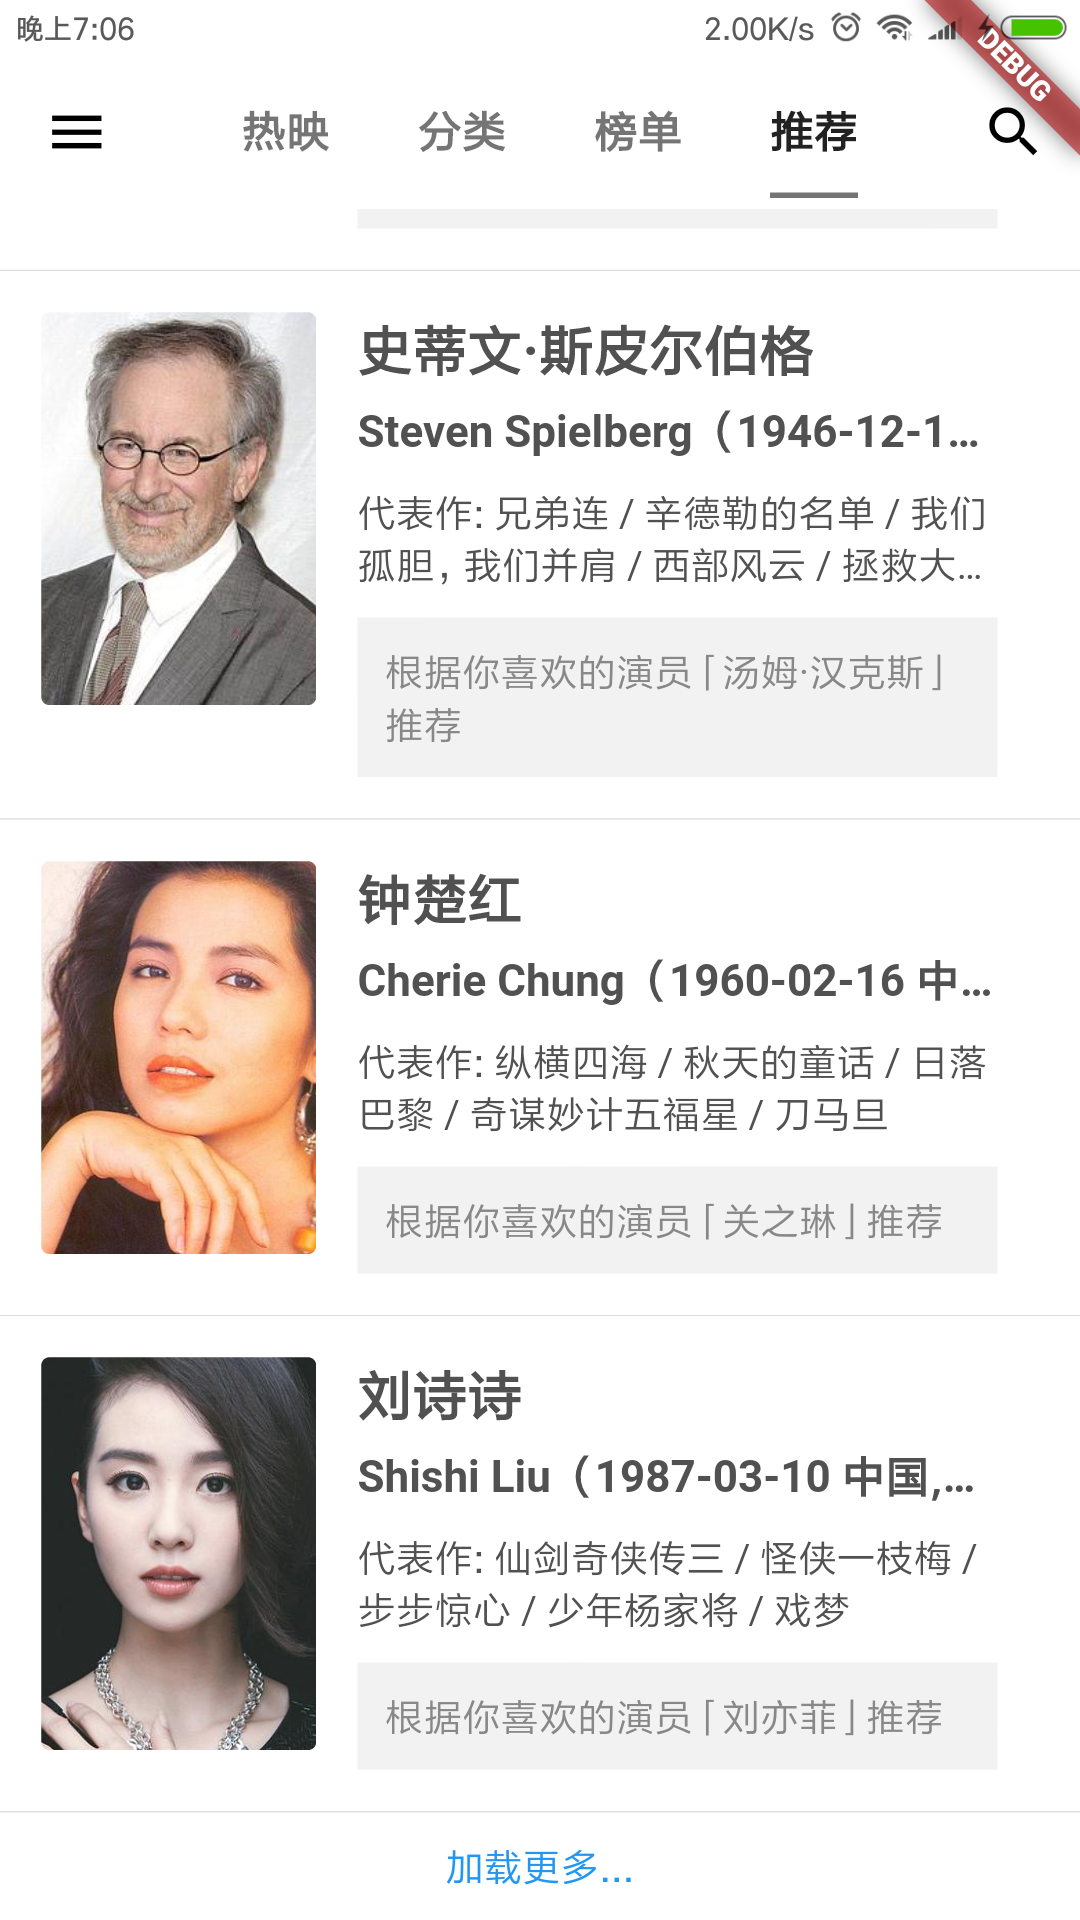 晚上7:06 2.00K/s
DEBUG
热映 分类 榜单 推荐
史蒂文·斯皮尔伯格
Steven Spielberg（1946-12-1...
代表作: 兄弟连 / 辛德勒的名单 / 我们
孤胆, 我们并肩 / 西部风云 / 拯救大...
根据你喜欢的演员「汤姆·汉克斯」
推荐
钟楚红
Cherie Chung（1960-02-16 中...
代表作: 纵横四海 / 秋天的童话 / 日落
巴黎 / 奇谋妙计五福星 / 刀马旦
根据你喜欢的演员「关之琳」推荐
刘诗诗
Shishi Liu（1987-03-10 中国,...
代表作: 仙剑奇侠传三 / 怪侠一枝梅 /
步步惊心 / 少年杨家将 / 戏梦
根据你喜欢的演员「刘亦菲」推荐
加载更多...